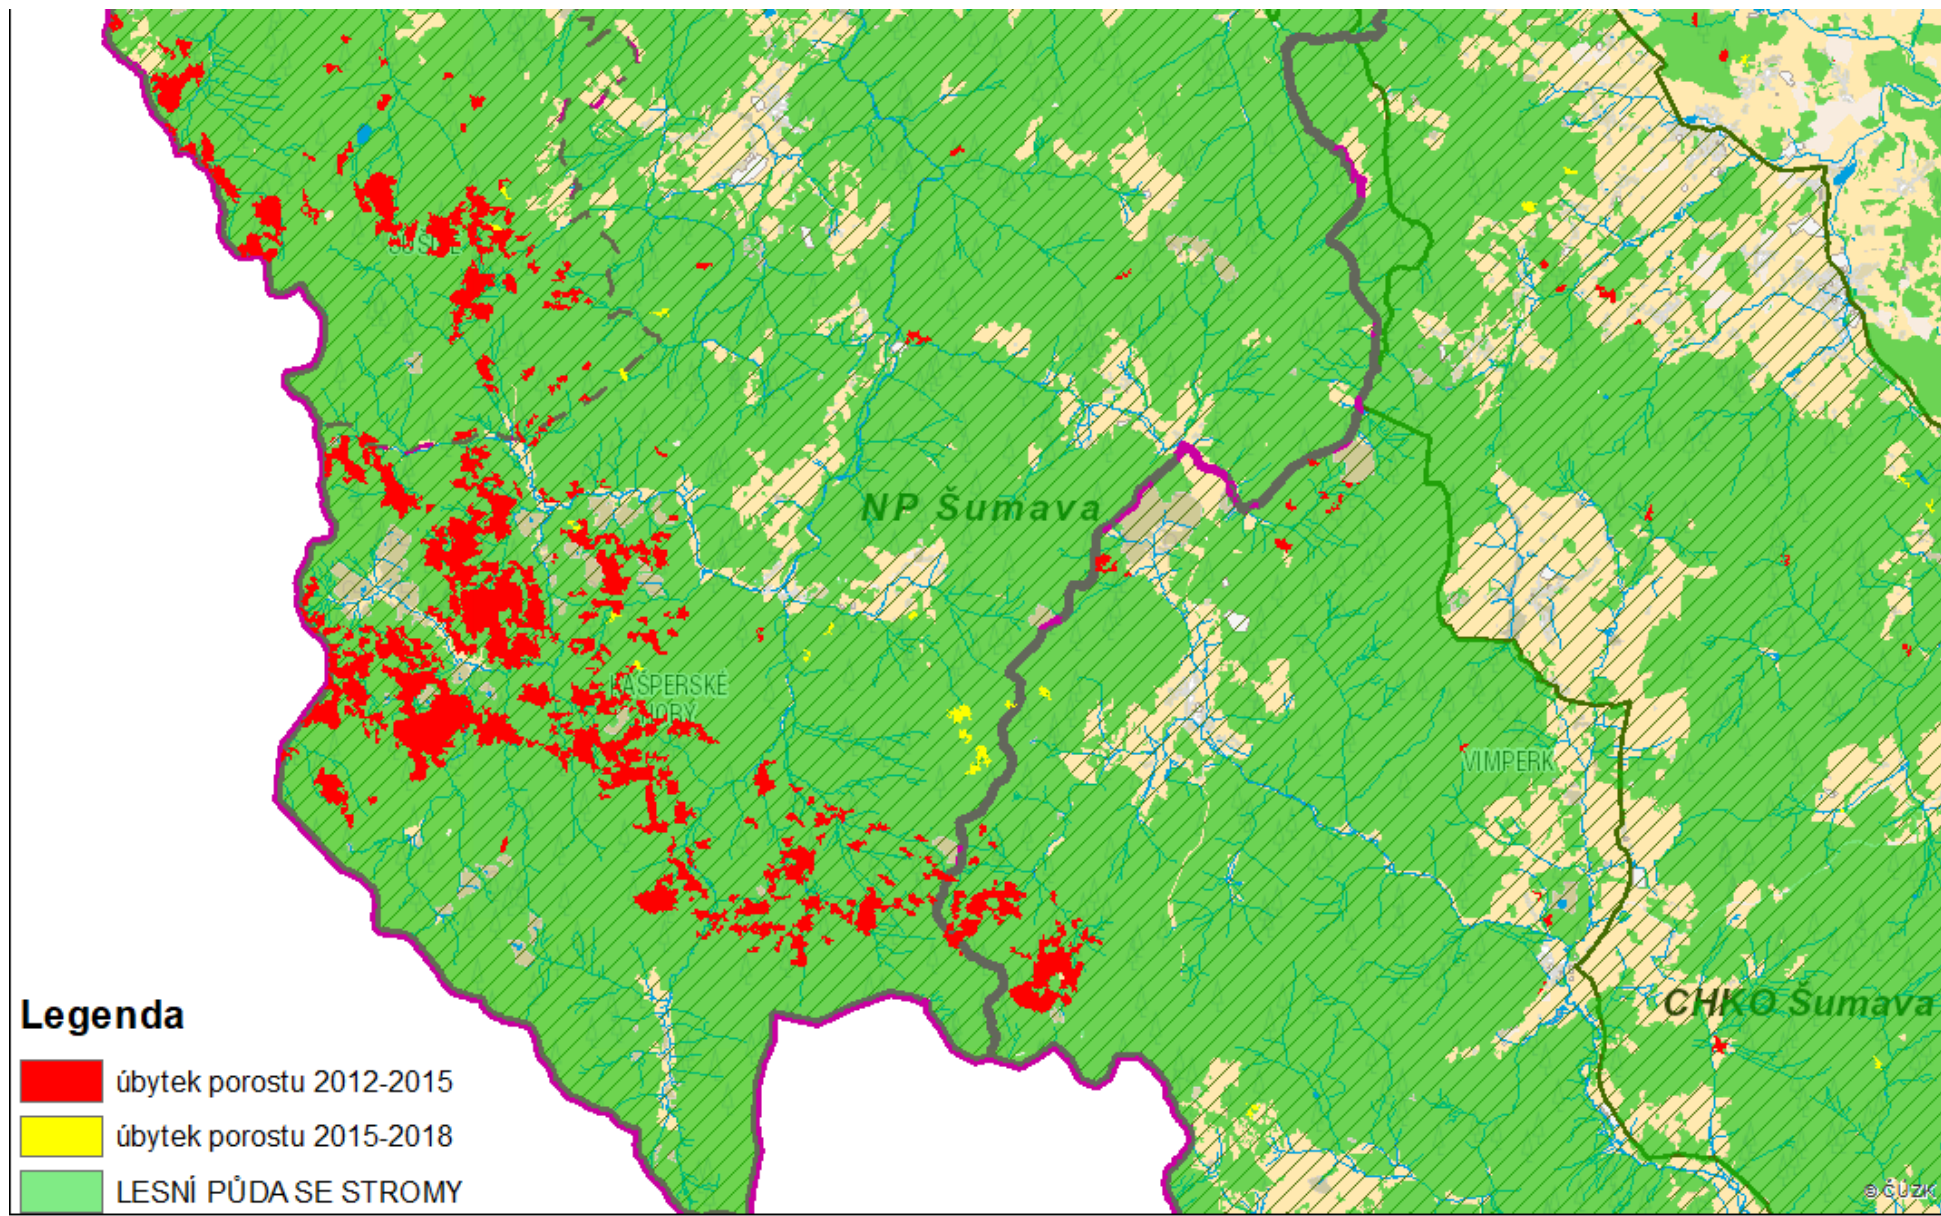 SUŠICE
NP Šumava
KAŠPERSKÉ
HORY
VIMPERK
CHKO Šumava
Legenda
úbytek porostu 2012-2015
úbytek porostu 2015-2018
LESNÍ PŮDA SE STROMY
© ČÚZK